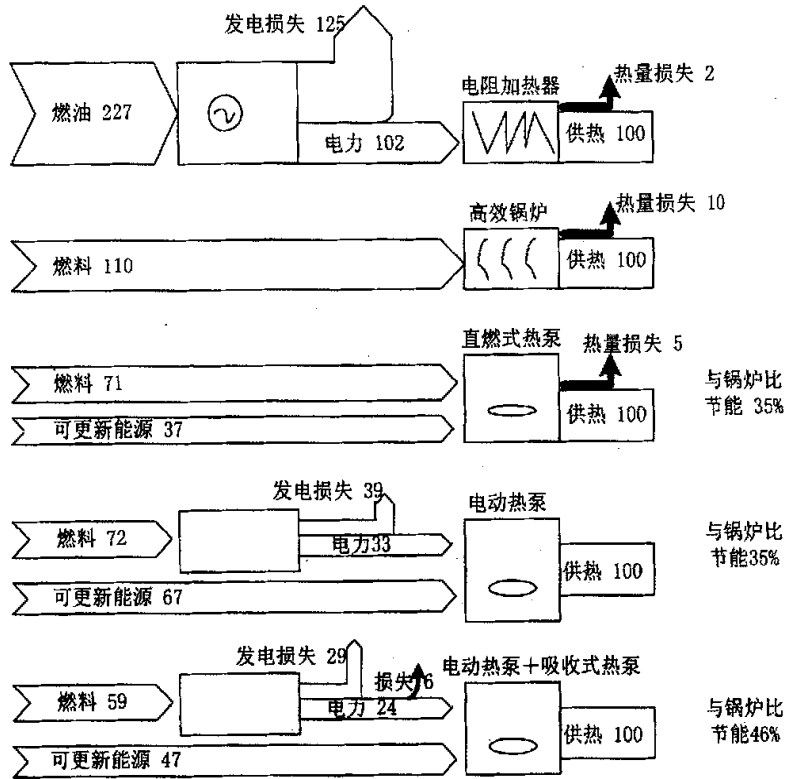 发电损失 125
燃油 227
电力 102
电阻加热器
热量损失 2
供热 100
燃料 110
高效锅炉
热量损失 10
供热 100
燃料 71
可更新能源 37
直燃式热泵
热量损失 5
供热 100
与锅炉比
节能 35%
发电损失 39
燃料 72
电力33
可更新能源 67
电动热泵
供热 100
与锅炉比
节能35%
发电损失 29
损失 6
燃料 59
电力 24
可更新能源 47
电动热泵＋吸收式热泵
供热 100
与锅炉比
节能46%